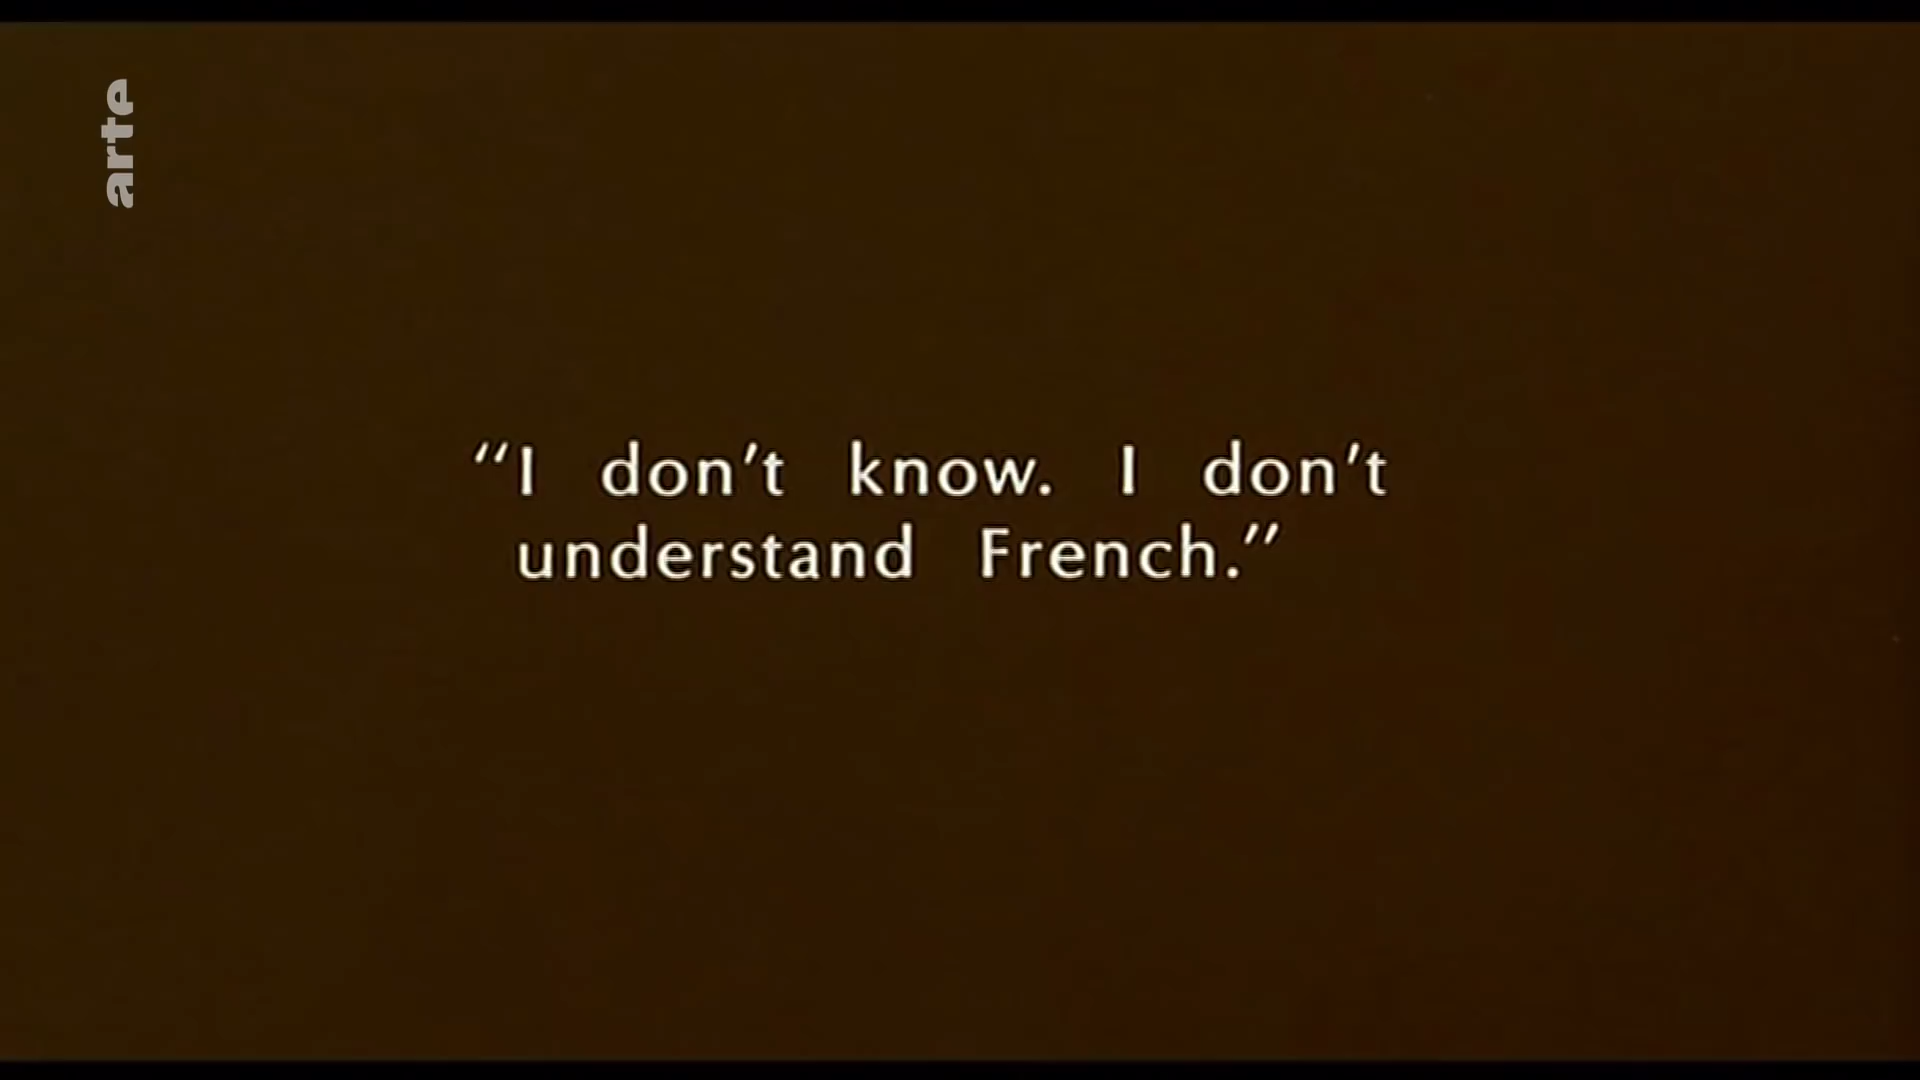 arte
“I don't know. I don't
understand French.”